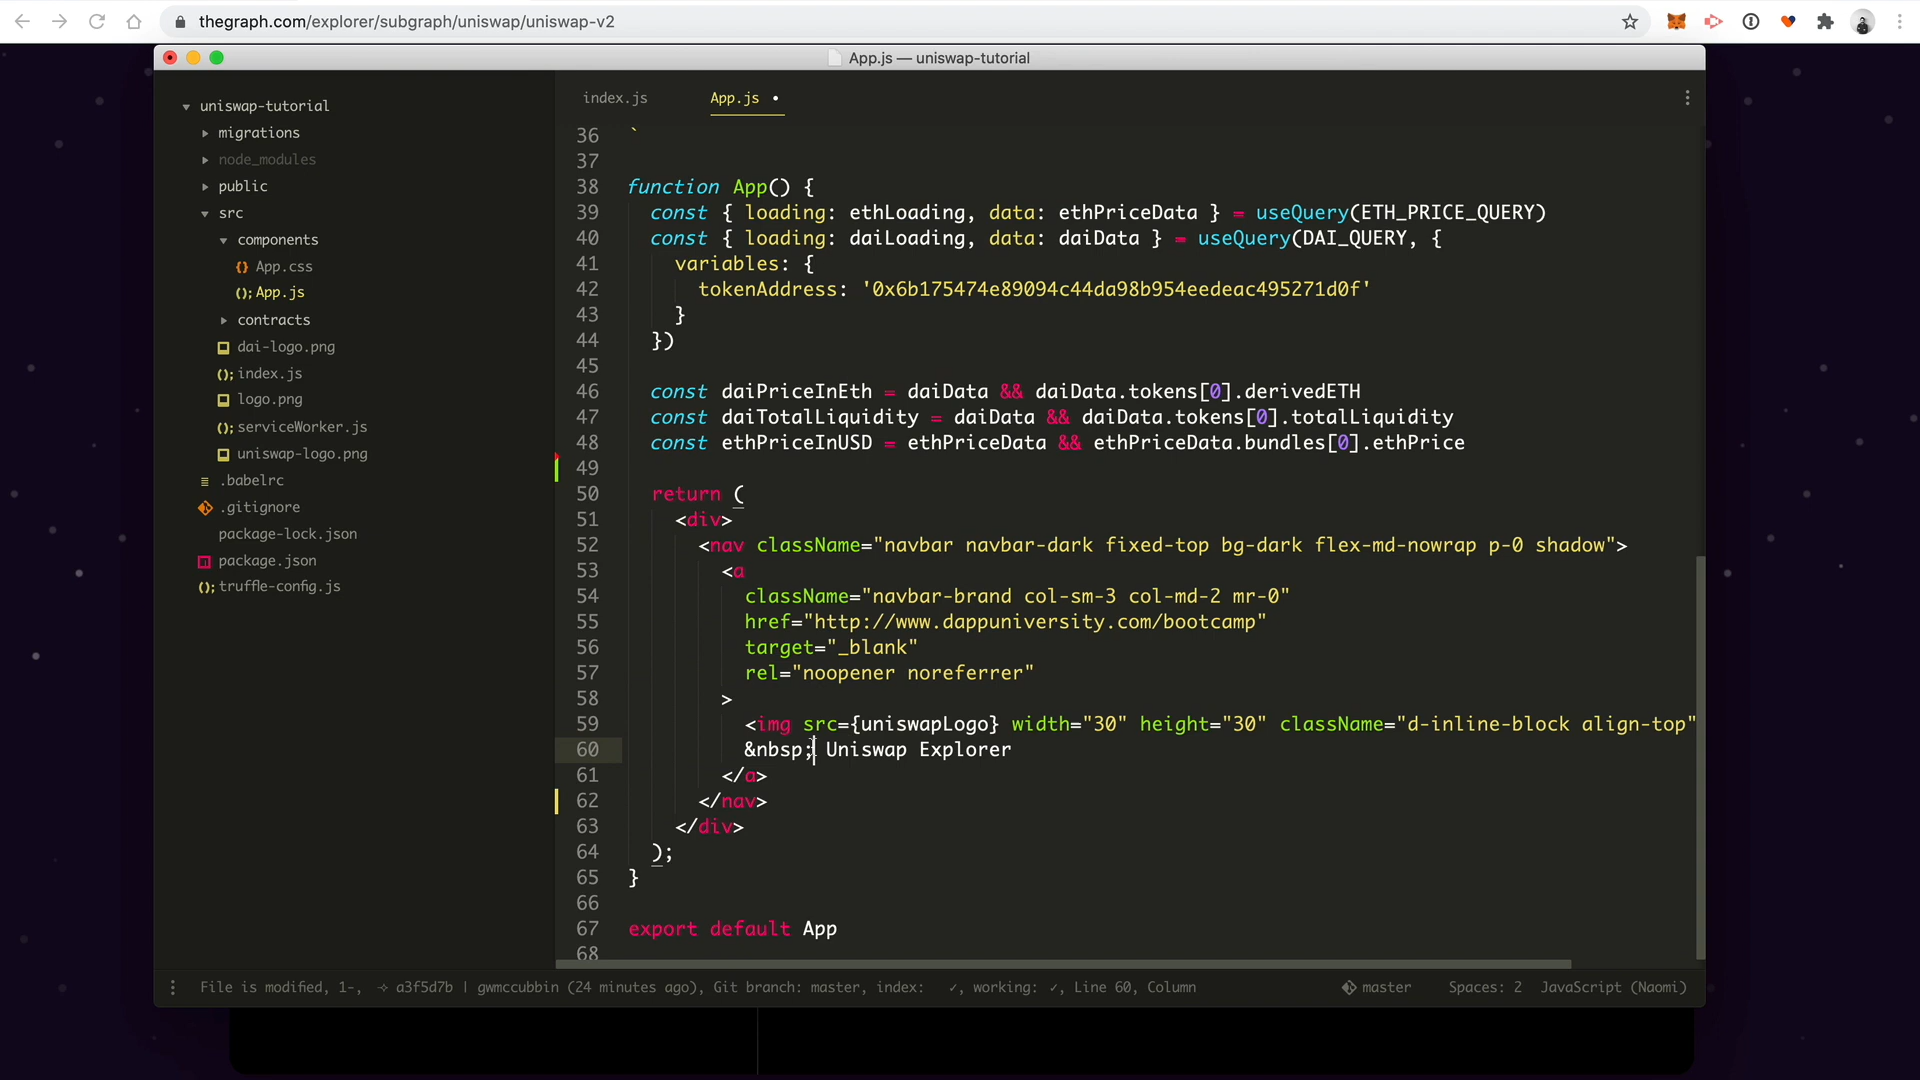 thegraph.com/explorer/subgraph/uniswap/uniswap-v2
App.js — uniswap-tutorial
uniswap-tutorial
migrations
node_modules
public
src
components
App.css
App.js
contracts
dai-logo.png
index.js
logo.png
serviceWorker.js
uniswap-logo.png
.babelrc
.gitignore
package-lock.json
package.json
truffle-config.js
index.js App.js •
36 `
37
38 function App() {
39 const { loading: ethLoading, data: ethPriceData } = useQuery(ETH_PRICE_QUERY)
40 const { loading: daiLoading, data: daiData } = useQuery(DAI_QUERY, {
41 variables: {
42 tokenAddress: '0x6b175474e89094c44da98b954eedeac495271d0f'
43 }
44 })
45
46 const daiPriceInEth = daiData && daiData.tokens[0].derivedETH
47 const daiTotalLiquidity = daiData && daiData.tokens[0].totalLiquidity
48 const ethPriceInUSD = ethPriceData && ethPriceData.bundles[0].ethPrice
49
50 return (
51 <div>
52 <nav className="navbar navbar-dark fixed-top bg-dark flex-md-nowrap p-0 shadow">
53 <a
54 className="navbar-brand col-sm-3 col-md-2 mr-0"
55 href="http://www.dappuniversity.com/bootcamp"
56 target="_blank"
57 rel="noopener noreferrer"
58 >
59 <img src={uniswapLogo} width="30" height="30" className="d-inline-block align-top"
60 &nbsp; Uniswap Explorer
61 </a>
62 </nav>
63 </div>
64 );
65 }
66
67 export default App
68
File is modified, 1-, a3f5d7b | gwmccubbin (24 minutes ago), Git branch: master, index: ✓, working: ✓, Line 60, Column master Spaces: 2 JavaScript (Naomi)